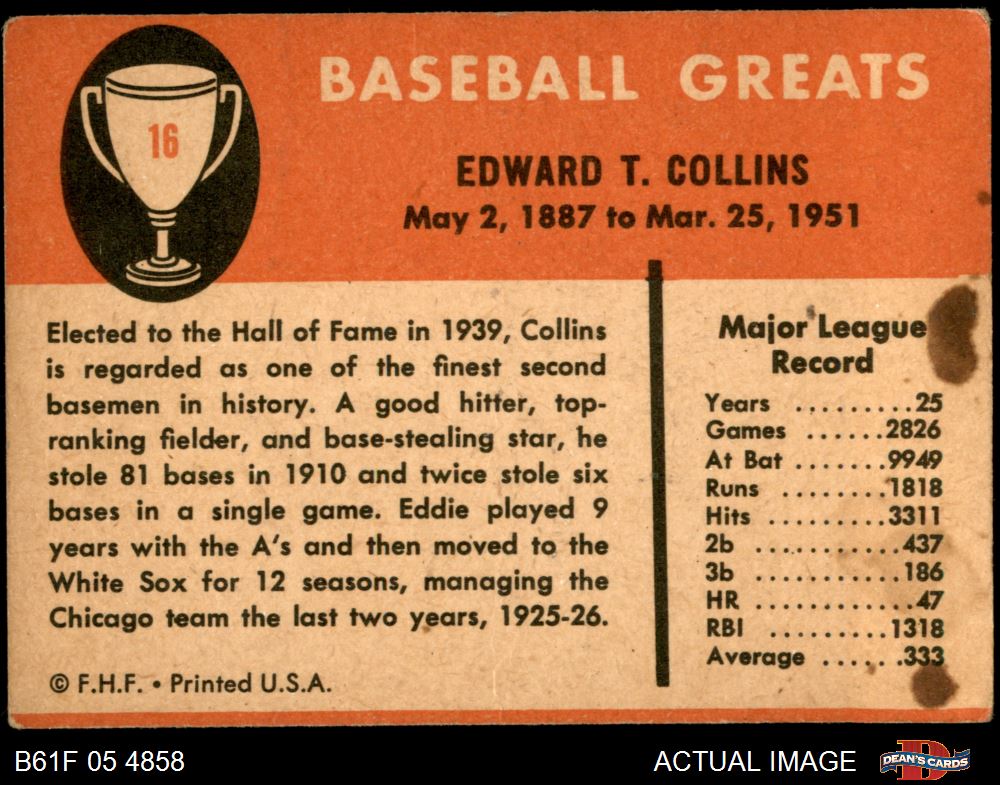 16
BASEBALL GREATS
EDWARD T. COLLINS
May 2, 1887 to Mar. 25, 1951
Elected to the Hall of Fame in 1939, Collins
is regarded as one of the finest second
basemen in history. A good hitter, top-
ranking fielder, and base-stealing star, he
stole 81 bases in 1910 and twice stole six
bases in a single game. Eddie played 9
years with the A's and then moved to the
White Sox for 12 seasons, managing the
Chicago team the last two years, 1925-26.
© F.H.F. • Printed U.S.A.
Major League
Record
Years .........25
Games ......2826
At Bat .......9949
Runs ........1818
Hits .........3311
2b ...........437
3b ...........186
HR ............47
RBI .........1318
Average ......333
B61F 05 4858
ACTUAL IMAGE
D
DEAN'S CARDS